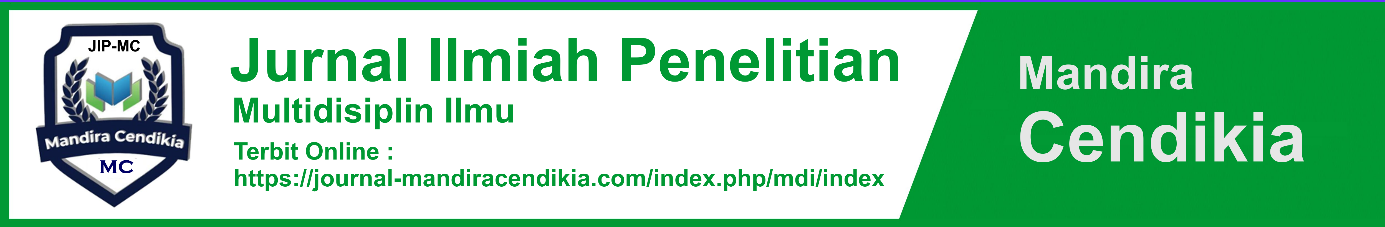 JIP-MC
Mandira Cendikia
MC
Jurnal Ilmiah Penelitian
Multidisiplin Ilmu
Terbit Online :
https://journal-mandiracendikia.com/index.php/mdi/index
Mandira
Cendikia